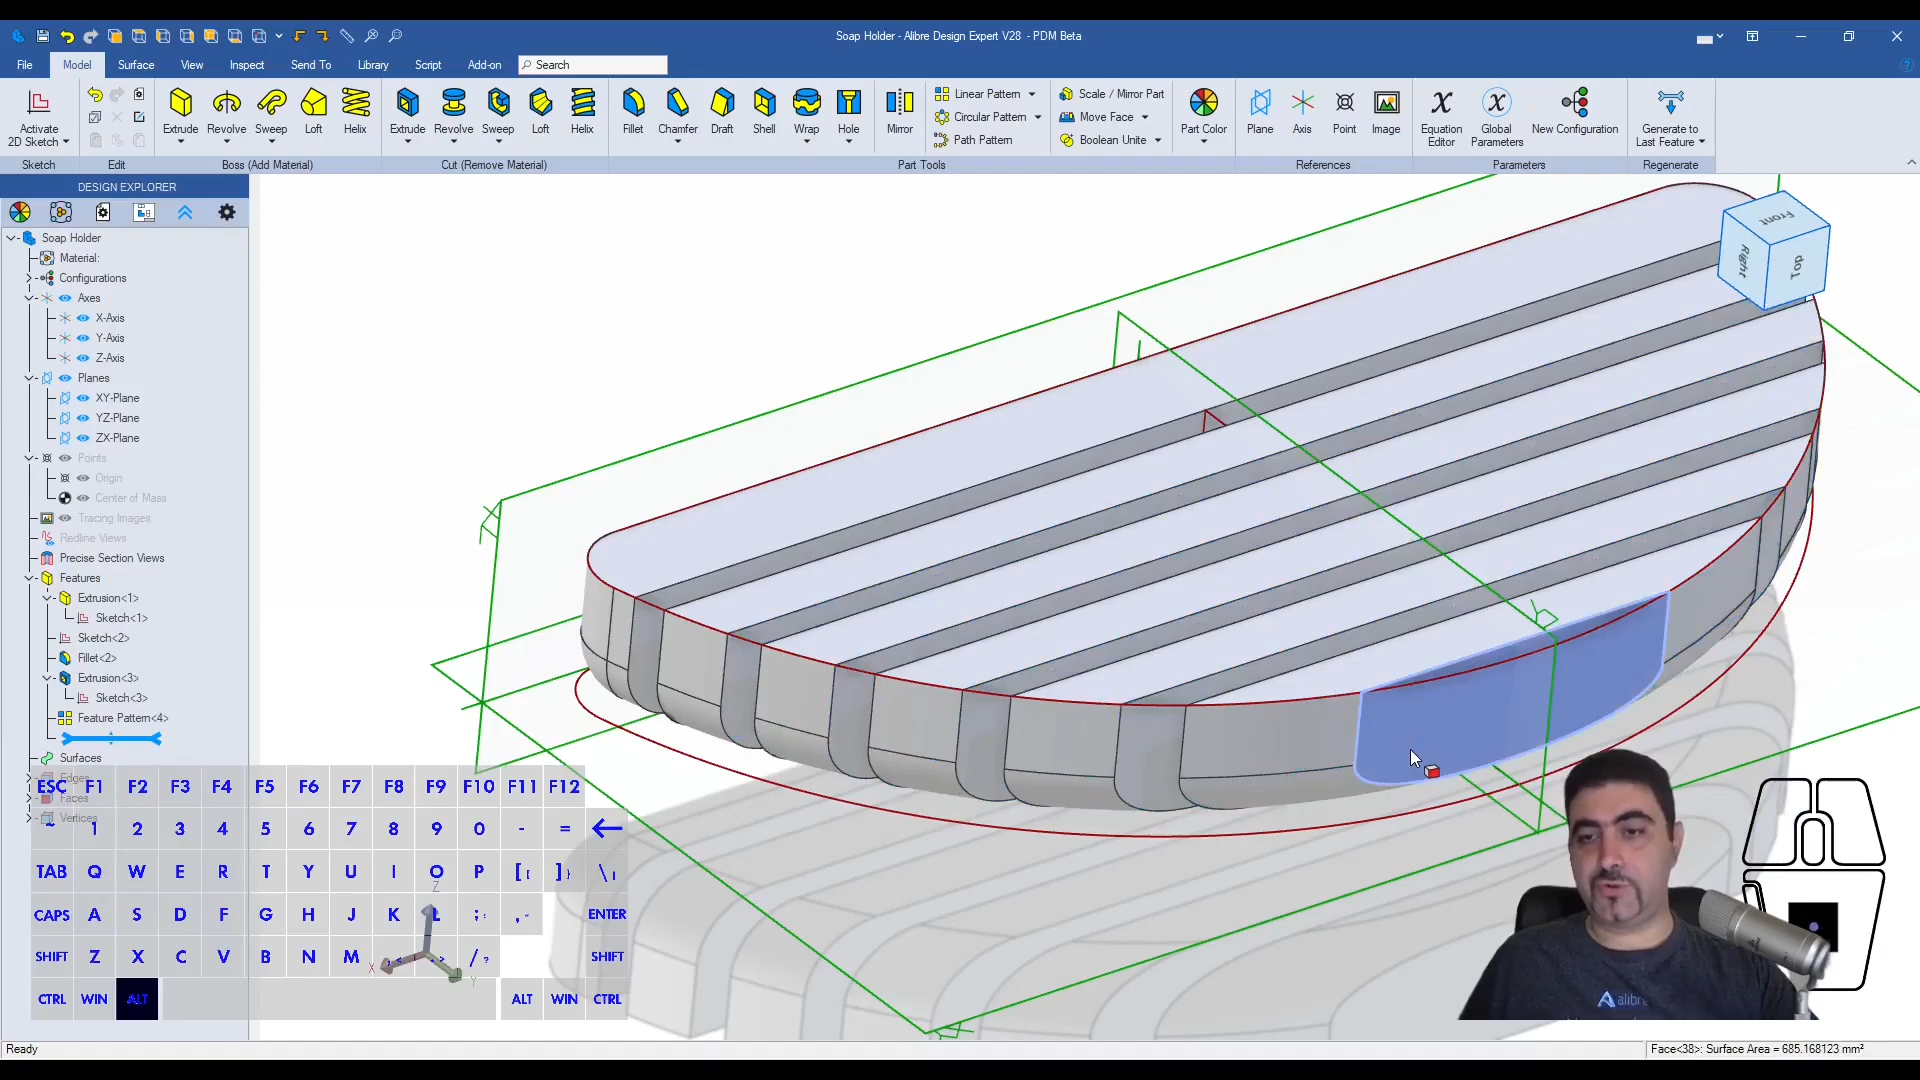 Soap Holder - Alibre Design Expert V28 - PDM Beta
File Model Surface View Inspect Send To Library Script Add-on Search
Linear Pattern Scale / Mirror Part
Circular Pattern Move Face
Path Pattern Boolean Unite
Activate 2D Sketch
Extrude Revolve Sweep Loft Helix
Extrude Revolve Sweep Loft Helix
Fillet Chamfer Draft Shell Wrap Hole Mirror
Part Color
Plane Axis Point Image
Equation Editor
Global Parameters
New Configuration
Generate to Last Feature
Sketch Edit Boss (Add Material) Cut (Remove Material) Part Tools References Parameters Regenerate
DESIGN EXPLORER
Soap Holder
Material:
Configurations
Axes
X-Axis
Y-Axis
Z-Axis
Planes
XY-Plane
YZ-Plane
ZX-Plane
Points
Origin
Center of Mass
Tracing Images
Redline Views
Precise Section Views
Features
Extrusion<1>
Sketch<1>
Sketch<2>
Fillet<2>
Extrusion<3>
Sketch<3>
Feature Pattern<4>
Surfaces
Edges
Faces
Vertices
Front
Right
Top
ESC F1 F2 F3 F4 F5 F6 F7 F8 F9 F10 F11 F12
~ 1 2 3 4 5 6 7 8 9 0 - =
TAB Q W E R T Y U I O P [{ ]} \|
CAPS A S D F G H J K L ;: ENTER
SHIFT Z X C V B N M /? SHIFT
CTRL WIN ALT ALT WIN CTRL
X Y Z
alibre
Ready
Face<38>: Surface Area = 685.168123 mm²